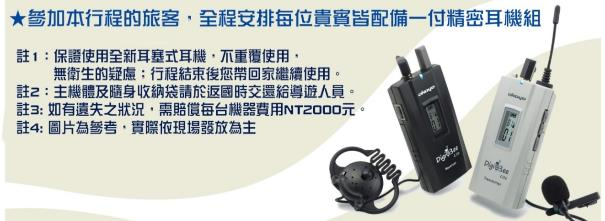 ★參加本行程的旅客，全程安排每位貴賓皆配備一付精密耳機組
註1：保證使用全新耳塞式耳機，不重覆使用，
無衛生的疑慮；行程結束後您帶回家繼續使用。
註2：主機體及隨身收納袋請於返國時交還給導遊人員。
註3: 如有遺失之狀況，需賠償每台機器費用NT2000元。
註4: 圖片為參考，實際依現場發放為主